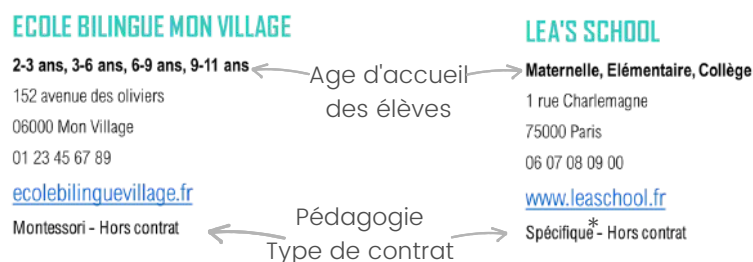 ECOLE BILINGUE MON VILLAGE
2-3 ans, 3-6 ans, 6-9 ans, 9-11 ans
152 avenue des oliviers
06000 Mon Village
01 23 45 67 89
ecolebilinguevillage.fr
Montessori - Hors contrat
Age d'accueil
des élèves
Pédagogie
Type de contrat
LEA'S SCHOOL
Maternelle, Elémentaire, Collège
1 rue Charlemagne
75000 Paris
06 07 08 09 00
www.leaschool.fr
Spécifique* - Hors contrat